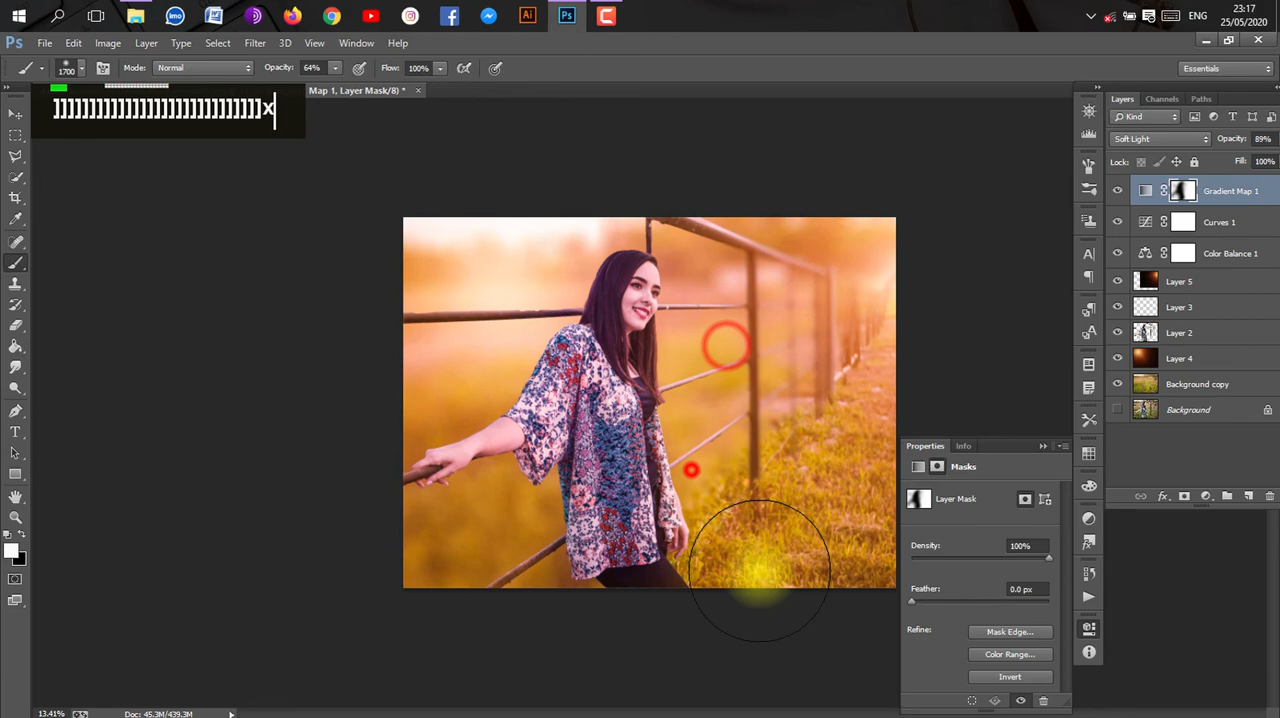 imo
Ai
Ps
ENG
23:17
25/05/2020
Ps
File
Edit
Image
Layer
Type
Select
Filter
3D
View
Window
Help
1700
Mode:
Normal
Opacity:
64%
Flow:
100%
Essentials
Map 1, Layer Mask/8) *
]]]]]]]]]]]]]]]]]]]]]]]]]]]]]x
Layers
Channels
Paths
Kind
Soft Light
Opacity:
89%
Lock:
Fill:
100%
Gradient Map 1
Curves 1
Color Balance 1
Layer 5
Layer 3
Layer 2
Layer 4
Background copy
Background
Properties
Info
Masks
Layer Mask
Density:
100%
Feather:
0.0 px
Refine:
Mask Edge...
Color Range...
Invert
13.41%
Doc: 45.3M/439.3M